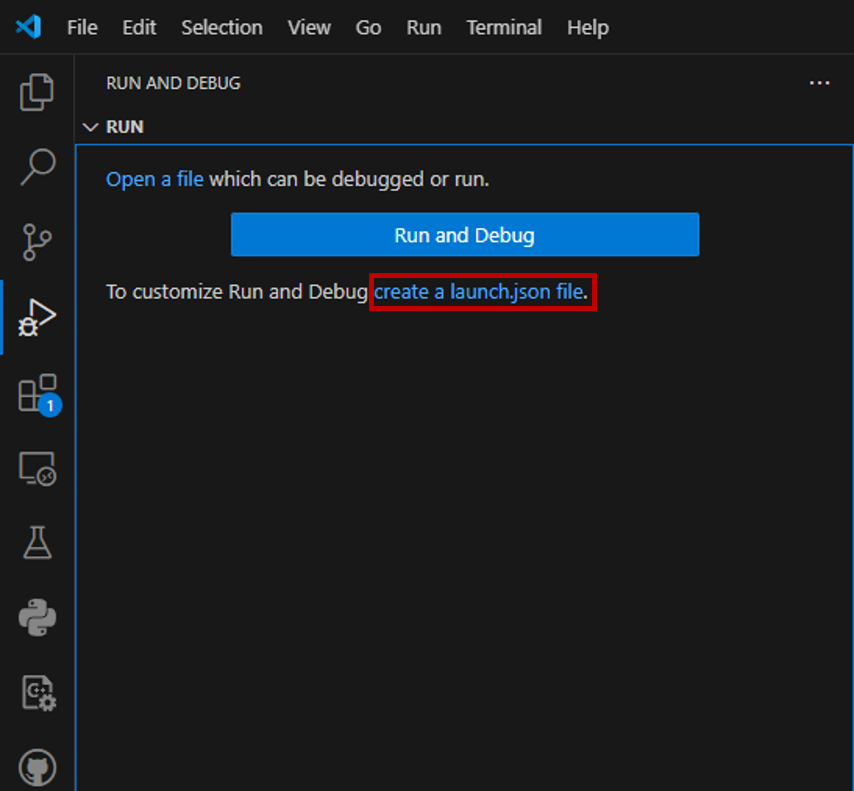 File Edit Selection View Go Run Terminal Help
RUN AND DEBUG ...
RUN
Open a file which can be debugged or run.
Run and Debug
To customize Run and Debug create a launch.json file.
1
C++